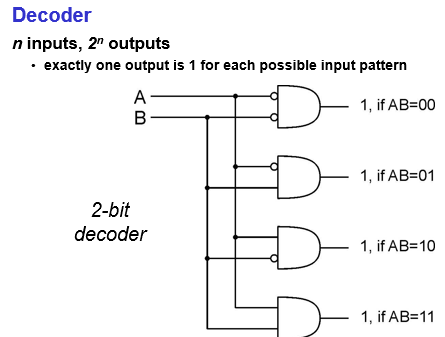 Decoder
n inputs, 2ⁿ outputs
• exactly one output is 1 for each possible input pattern
A
B
1, if AB=00
1, if AB=01
2-bit
decoder
1, if AB=10
1, if AB=11